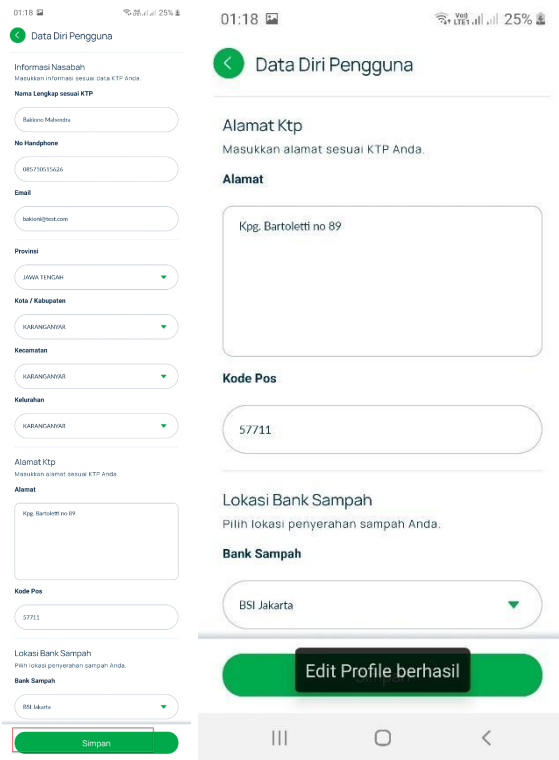 01:18
25%
Data Diri Pengguna
Informasi Nasabah
Masukkan informasi sesuai data KTP Anda.
Nama Lengkap sesuai KTP
Bakiono Mahendra
No Handphone
085710515626
Email
bakioni@test.com
Provinsi
JAWA TENGAH
Kota / Kabupaten
KARANGANYAR
Kecamatan
KARANGANYAR
Kelurahan
KARANGANYAR
Alamat Ktp
Masukkan alamat sesuai KTP Anda.
Alamat
Kpg. Bartoletti no 89
Kode Pos
57711
Lokasi Bank Sampah
Pilih lokasi penyerahan sampah Anda.
Bank Sampah
BSI Jakarta
Simpan
01:18
Vo) LTE1 25%
Data Diri Pengguna
Alamat Ktp
Masukkan alamat sesuai KTP Anda.
Alamat
Kpg. Bartoletti no 89
Kode Pos
57711
Lokasi Bank Sampah
Pilih lokasi penyerahan sampah Anda.
Bank Sampah
BSI Jakarta
Edit Profile berhasil